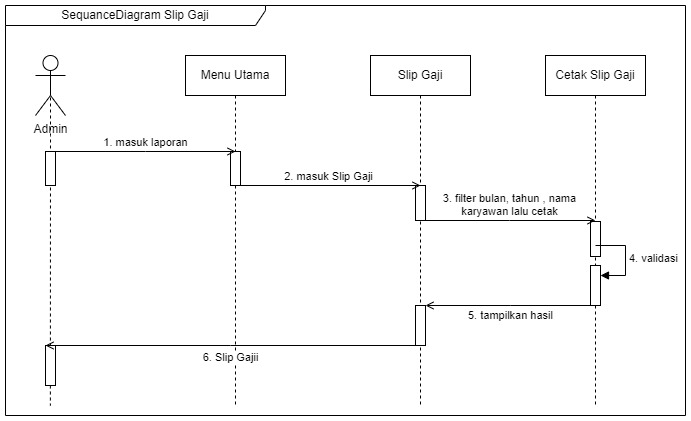 SequanceDiagram Slip Gaji
Menu Utama
Slip Gaji
Cetak Slip Gaji
Admin
1. masuk laporan
2. masuk Slip Gaji
3. filter bulan, tahun , nama
karyawan lalu cetak
4. validasi
5. tampilkan hasil
6. Slip Gajii